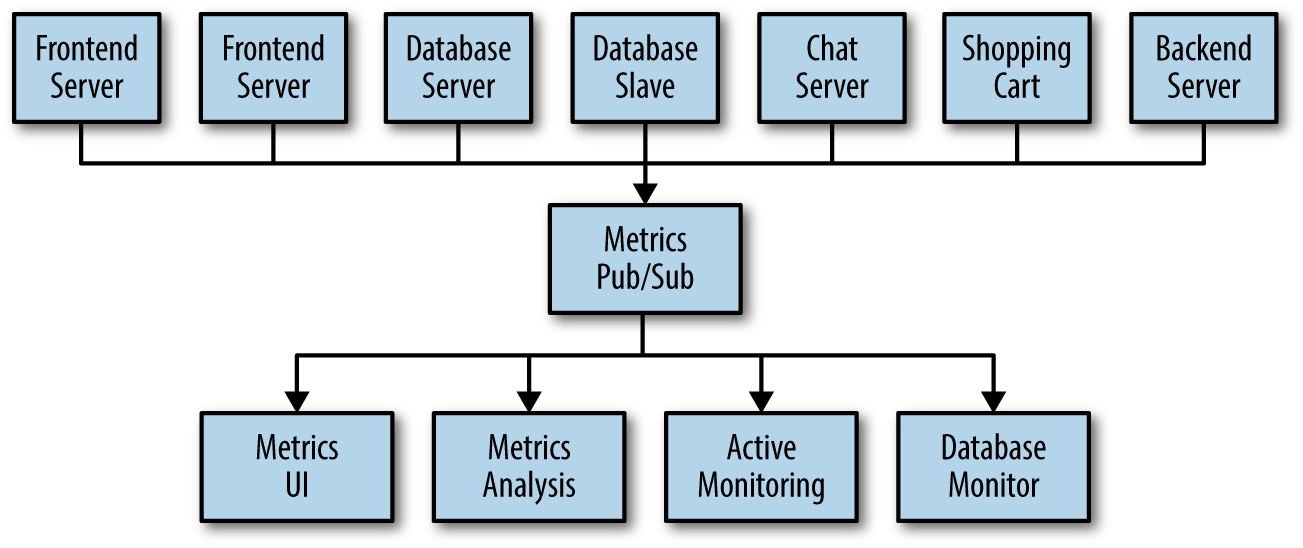 Frontend
Server
Frontend
Server
Database
Server
Database
Slave
Chat
Server
Shopping
Cart
Backend
Server
Metrics
Pub/Sub
Metrics
UI
Metrics
Analysis
Active
Monitoring
Database
Monitor